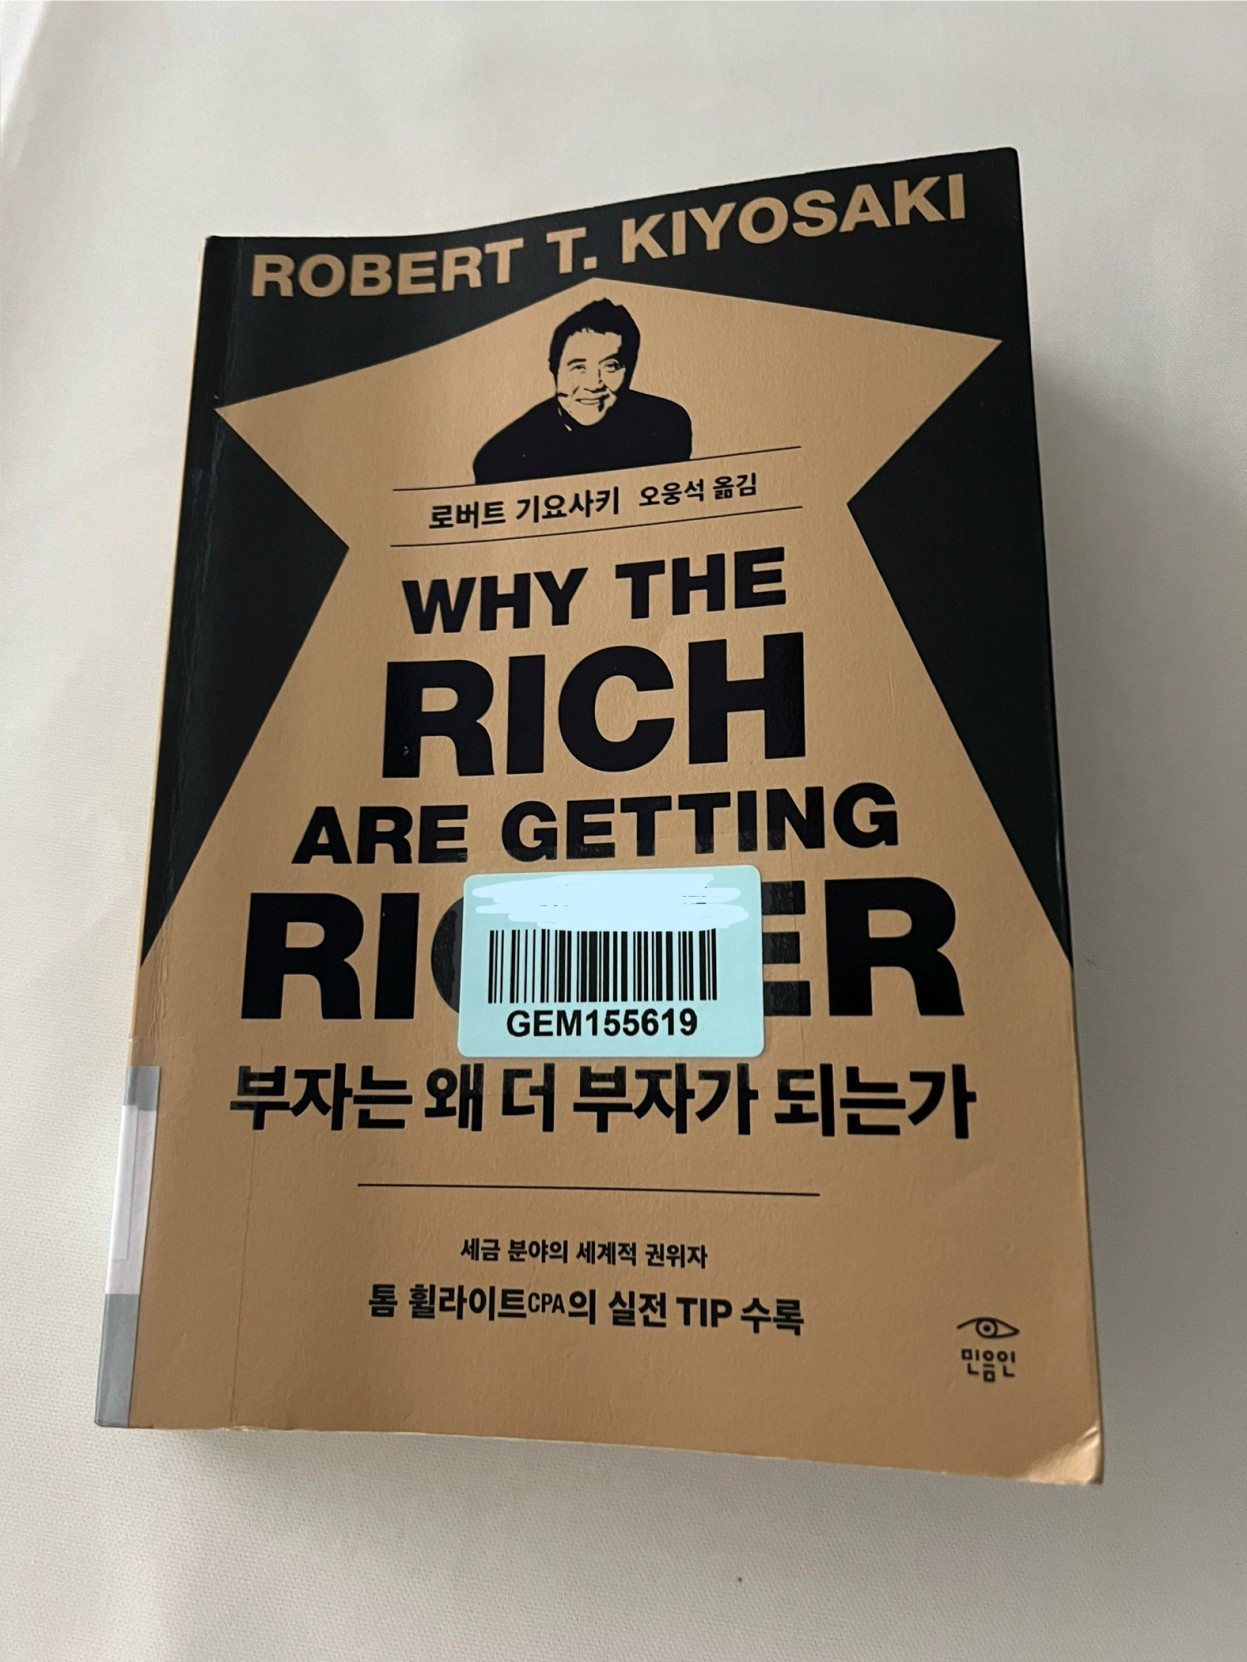 ROBERT T. KIYOSAKI
로버트 기요사키 오웅석 옮김
WHY THE
RICH
ARE GETTING
GEM155619
부자는 왜 더 부자가 되는가
세금 분야의 세계적 권위자
톰 휠라이트CPA의 실전 TIP 수록
민음인